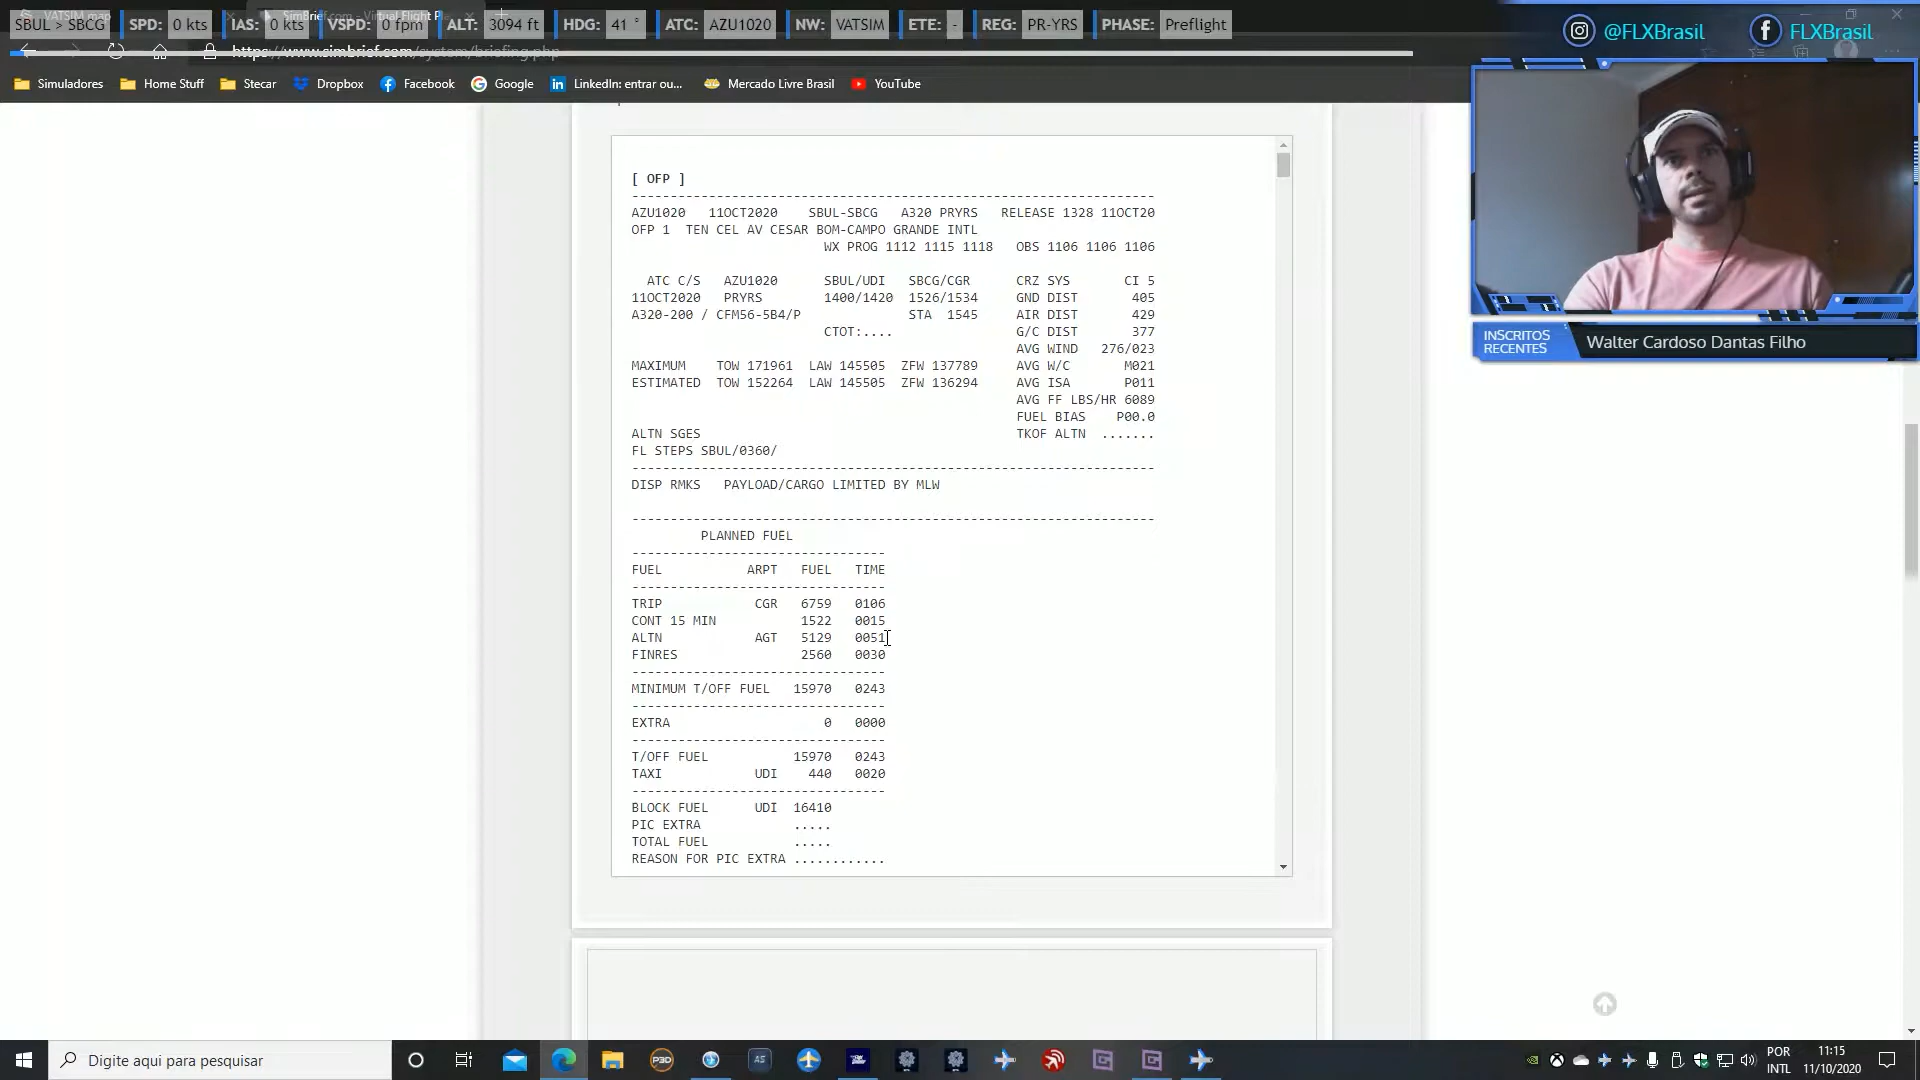 SBUL > SBCG SPD: 0 kts IAS: 0 kts VSPD: 0 fpm ALT: 3094 ft HDG: 41 ° ATC: AZU1020 NW: VATSIM ETE: - REG: PR-YRS PHASE: Preflight
@FLXBrasil FLXBrasil
https://www.simbrief.com/system/briefing.php
Simuladores Home Stuff Stecar Dropbox Facebook Google LinkedIn: entrar ou... Mercado Livre Brasil YouTube
[ OFP ]
AZU1020 11OCT2020 SBUL-SBCG A320 PRYRS RELEASE 1328 11OCT20
OFP 1 TEN CEL AV CESAR BOM-CAMPO GRANDE INTL
WX PROG 1112 1115 1118 OBS 1106 1106 1106
ATC C/S AZU1020 SBUL/UDI SBCG/CGR CRZ SYS CI 5
11OCT2020 PRYRS 1400/1420 1526/1534 GND DIST 405
A320-200 / CFM56-5B4/P STA 1545 AIR DIST 429
CTOT:.... G/C DIST 377
AVG WIND 276/023
MAXIMUM TOW 171961 LAW 145505 ZFW 137789 AVG W/C M021
ESTIMATED TOW 152264 LAW 145505 ZFW 136294 AVG ISA P011
AVG FF LBS/HR 6089
FUEL BIAS P00.0
ALTN SGES TKOF ALTN .......
FL STEPS SBUL/0360/
DISP RMKS PAYLOAD/CARGO LIMITED BY MLW
PLANNED FUEL
FUEL ARPT FUEL TIME
TRIP CGR 6759 0106
CONT 15 MIN 1522 0015
ALTN AGT 5129 0051
FINRES 2560 0030
MINIMUM T/OFF FUEL 15970 0243
EXTRA 0 0000
T/OFF FUEL 15970 0243
TAXI UDI 440 0020
BLOCK FUEL UDI 16410
PIC EXTRA .....
TOTAL FUEL .....
REASON FOR PIC EXTRA ............
INSCRITOS
RECENTES
Walter Cardoso Dantas Filho
Digite aqui para pesquisar
P3D
AS
POR
INTL
11:15
11/10/2020